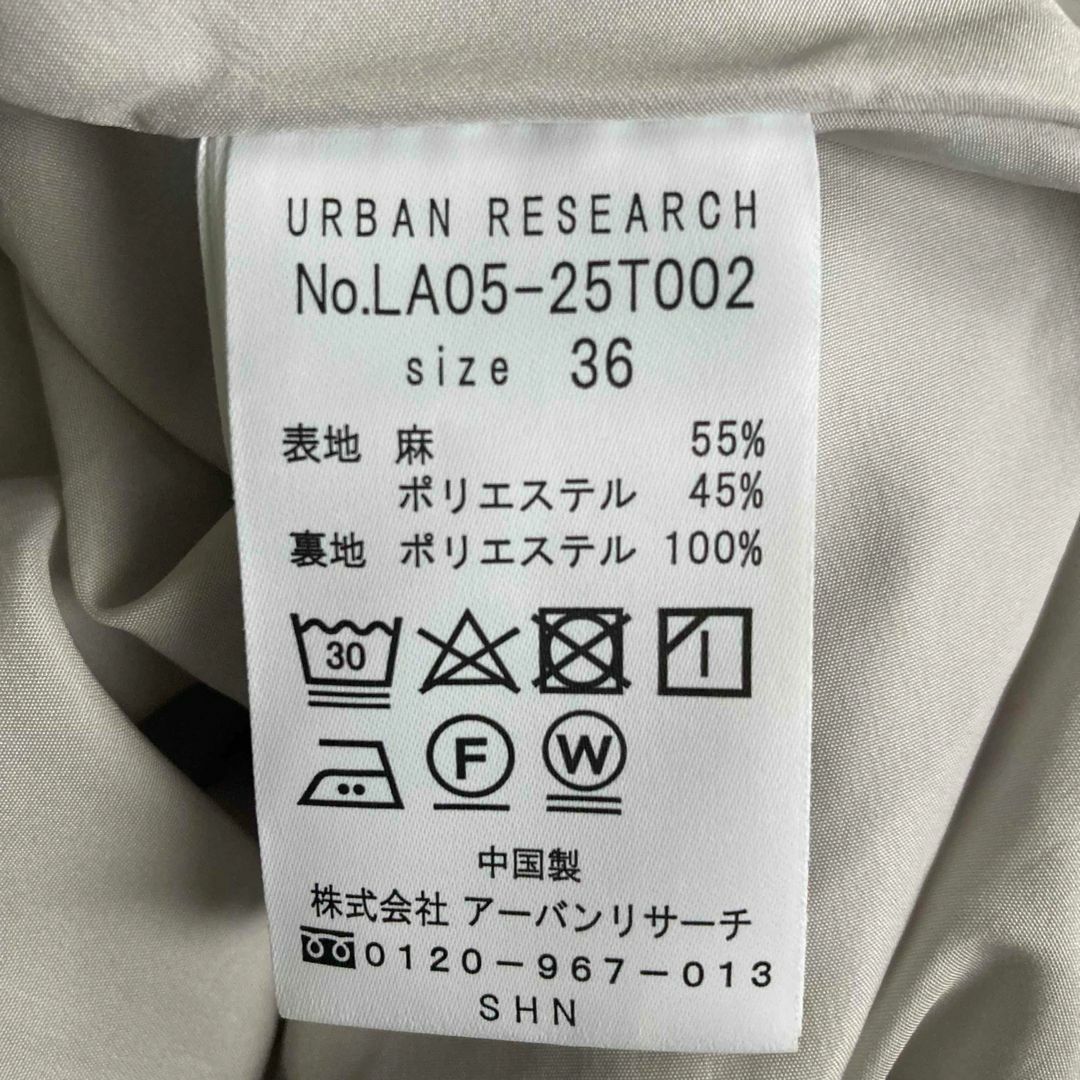 URBAN RESEARCH
No.LA05-25T002
size 36
表地 麻 55%
ポリエステル 45%
裏地 ポリエステル 100%
30
F W
中国製
株式会社 アーバンリサーチ
0120-967-013
SHN